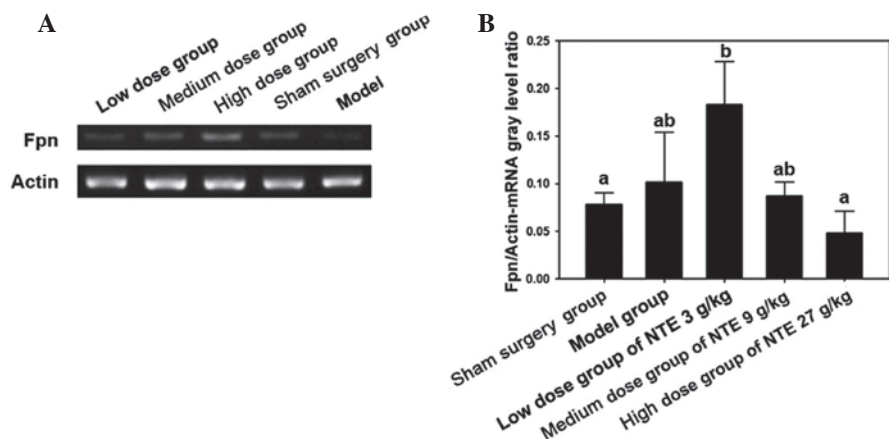 A
Low dose group
Medium dose group
High dose group
Sham surgery group
Model
Fpn
Actin
B
Fpn/Actin-mRNA gray level ratio
0.25
0.20
0.15
0.10
0.05
0.00
a
ab
b
ab
a
Sham surgery group
Model group
Low dose group of NTE 3 g/kg
Medium dose group of NTE 9 g/kg
High dose group of NTE 27 g/kg